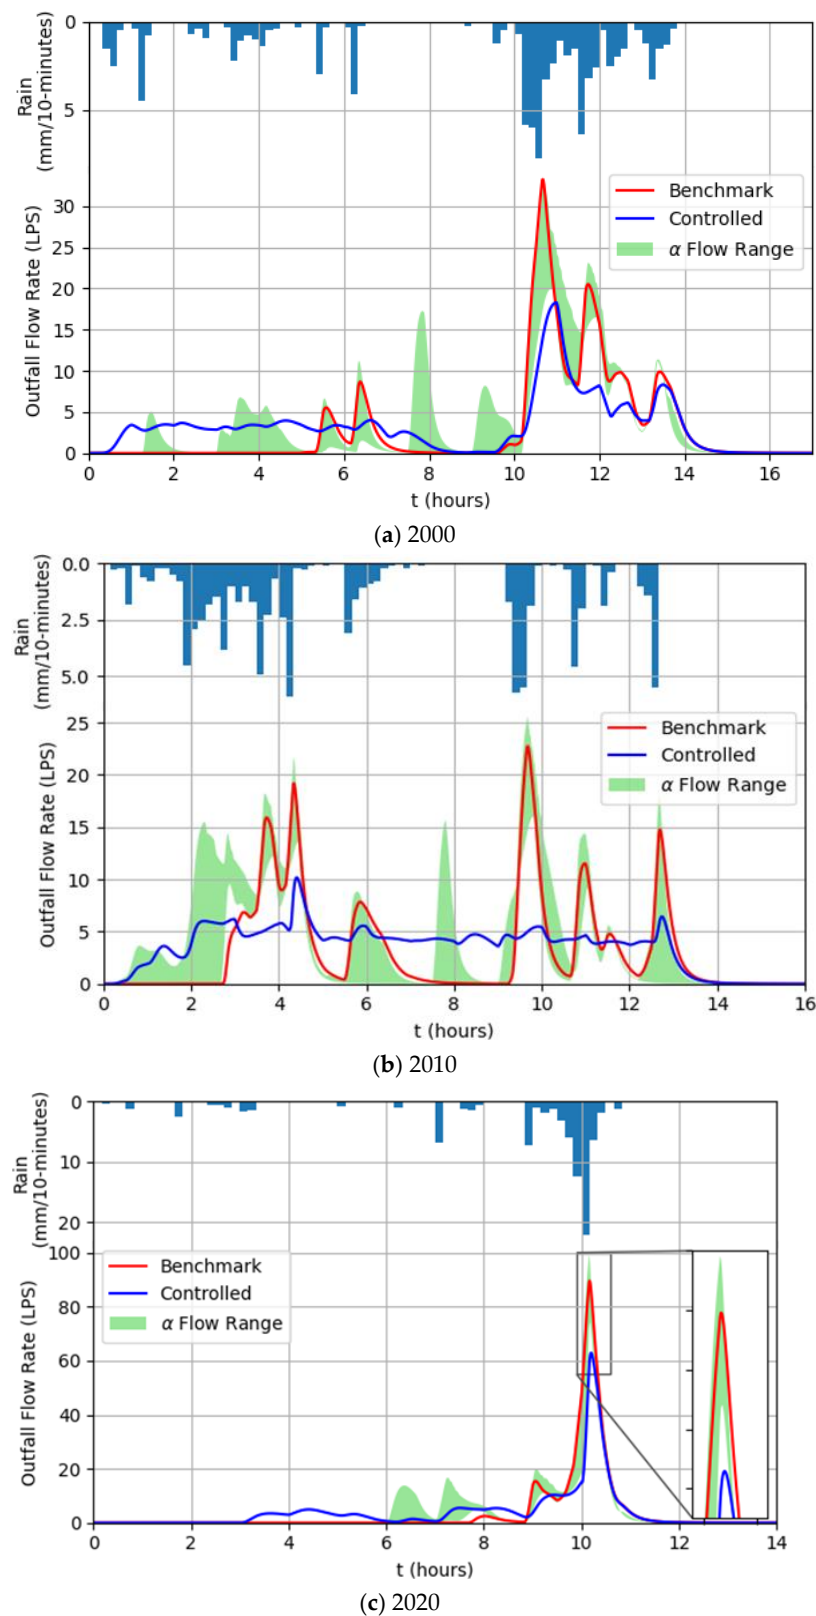 0
5
Rain
(mm/10-minutes)
30
25
20
15
10
5
0
Outfall Flow Rate (LPS)
Benchmark
Controlled
α Flow Range
0 2 4 6 8 10 12 14 16
t (hours)
(a) 2000
0.0
2.5
5.0
Rain
(mm/10-minutes)
25
20
15
10
5
0
Outfall Flow Rate (LPS)
Benchmark
Controlled
α Flow Range
0 2 4 6 8 10 12 14 16
t (hours)
(b) 2010
0
10
20
Rain
(mm/10-minutes)
100
80
60
40
20
0
Outfall Flow Rate (LPS)
Benchmark
Controlled
α Flow Range
0 2 4 6 8 10 12 14
t (hours)
(c) 2020